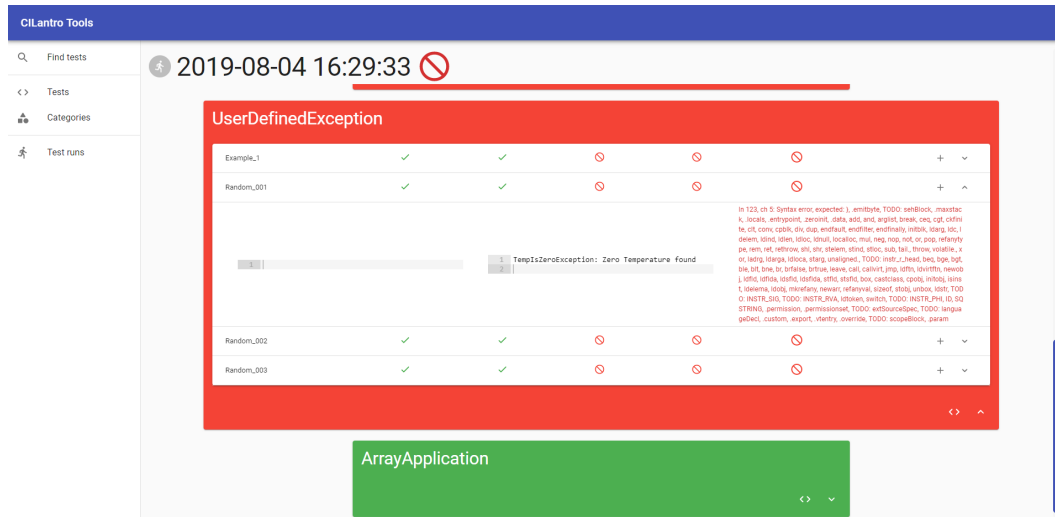 CILantro Tools
Find tests
Tests
Categories
Test runs
2019-08-04 16:29:33
UserDefinedException
Example_1
Random_001
1
1 TempIsZeroException: Zero Temperature found
2
ln 123, ch 5: Syntax error, expected: ), .emitbyte, TODO: sehBlock, .maxstac
k, .locals, .entrypoint, .zeroinit, .data, add, and, arglist, break, ceq, cgt, ckfini
te, clt, conv, cpblk, div, dup, endfault, endfilter, endfinally, initblk, ldarg, ldc, l
delem, ldind, ldlen, ldloc, ldnull, localloc, mul, neg, nop, not, or, pop, refanyty
pe, rem, ret, rethrow, shl, shr, stelem, stind, stloc, sub, tail., throw, volatile., x
or, ldarg, ldarga, ldloca, starg, unaligned., TODO: instr_r_head, beq, bge, bgt,
ble, blt, bne, br, brfalse, brtrue, leave, call, callvirt, jmp, ldftn, ldvirtftn, newob
j, ldfld, ldflda, ldsfld, ldsflda, stfld, stsfld, box, castclass, cpobj, initobj, isins
t, ldelema, ldobj, mkrefany, newarr, refanyval, sizeof, stobj, unbox, ldstr, TOD
O: INSTR_SIG, TODO: INSTR_RVA, ldtoken, switch, TODO: INSTR_PHI, ID, SQ
STRING, .permission, .permissionset, TODO: extSourceSpec, TODO: langua
geDecl, .custom, .export, .vtentry, .override, TODO: scopeBlock, .param
Random_002
Random_003
ArrayApplication